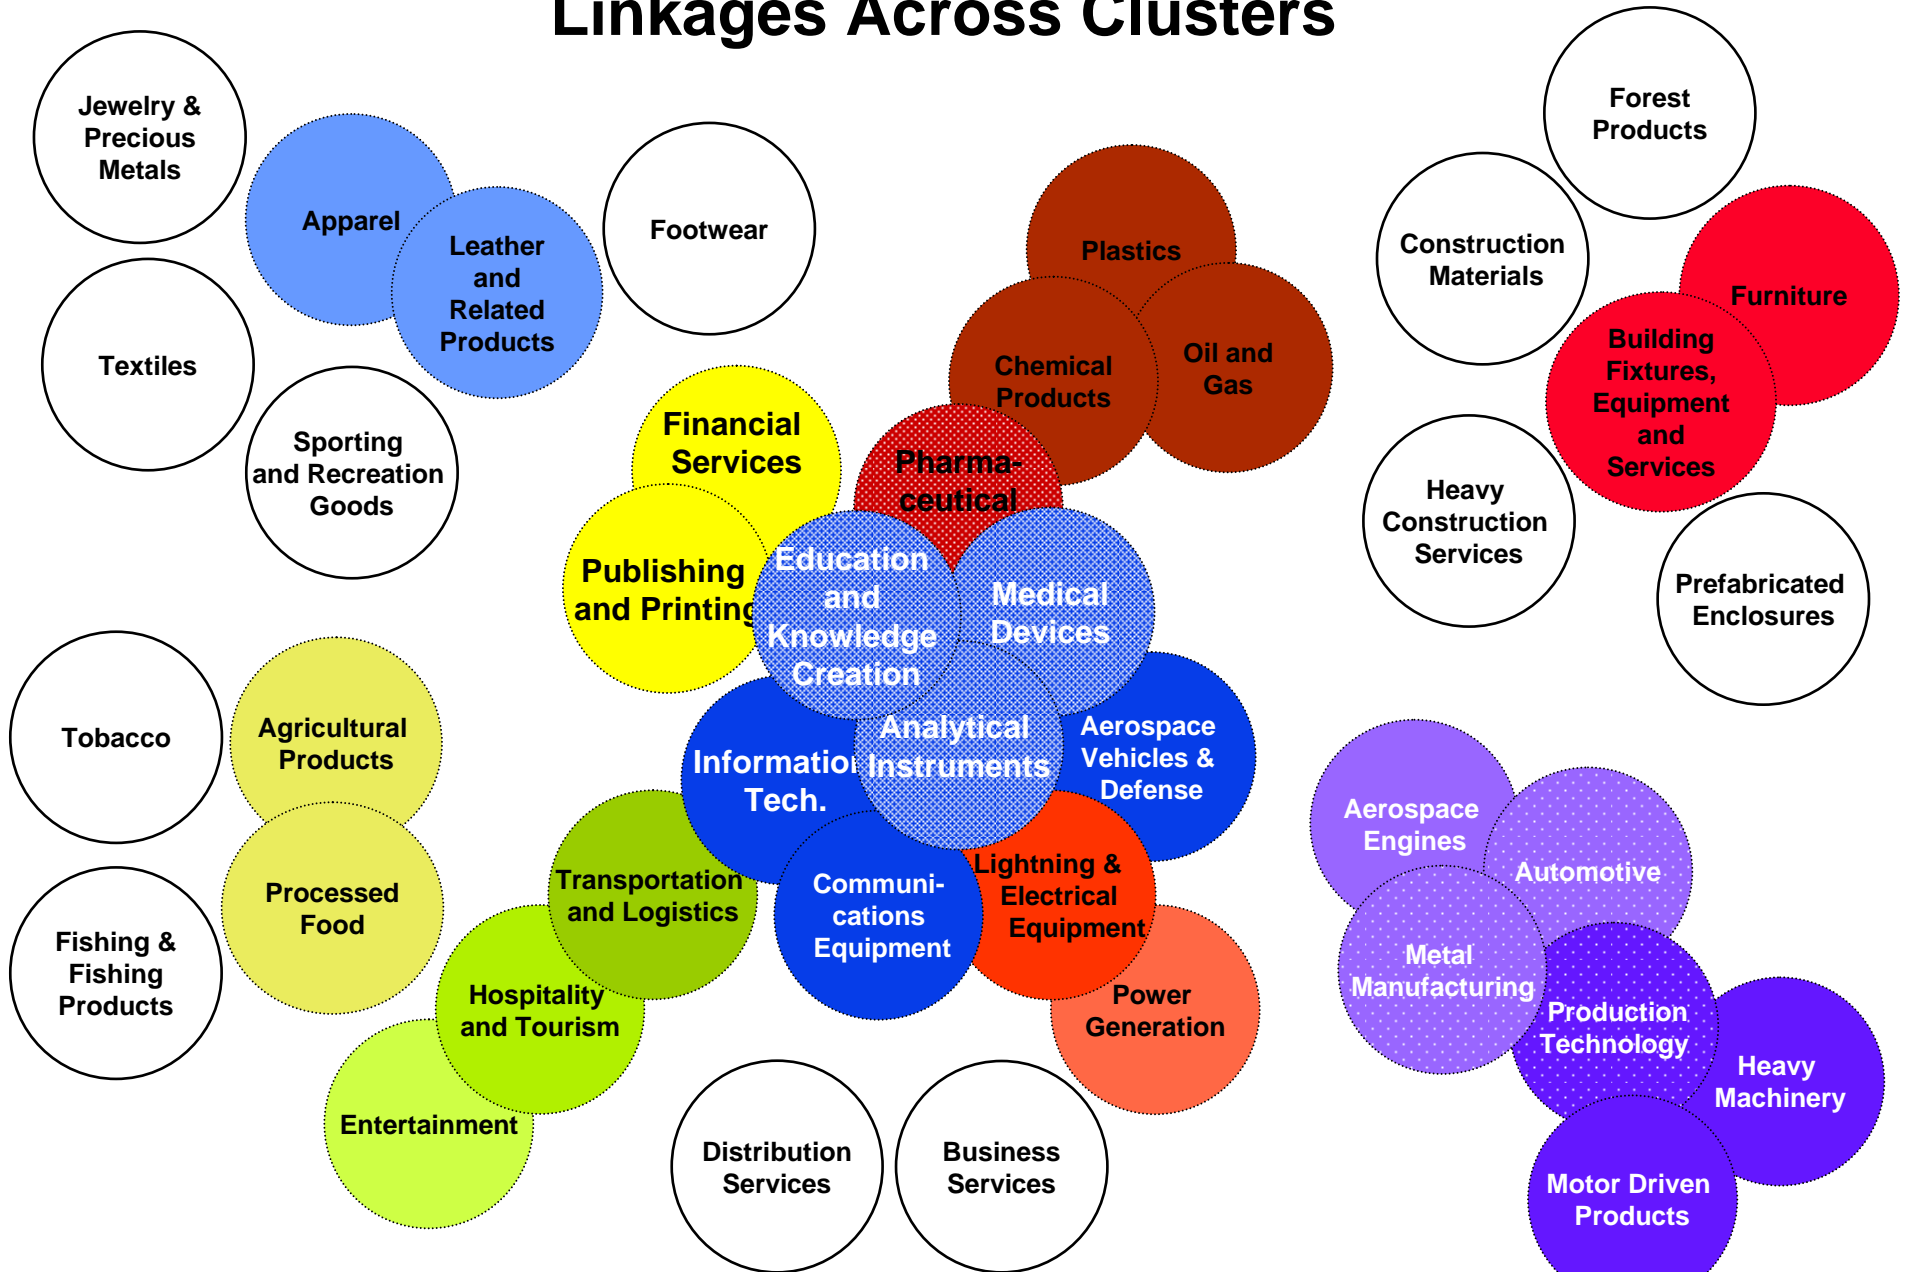 Linkages Across Clusters
Jewelry &
Precious
Metals
Apparel
Leather
and
Related
Products
Footwear
Textiles
Sporting
and Recreation
Goods
Plastics
Chemical
Products
Oil and
Gas
Forest
Products
Construction
Materials
Furniture
Building
Fixtures,
Equipment
and
Services
Heavy
Construction
Services
Prefabricated
Enclosures
Financial
Services
Publishing
and Printing
Pharma-
ceutical
Education
and
Knowledge
Creation
Medical
Devices
Analytical
Instruments
Information
Tech.
Aerospace
Vehicles &
Defense
Communi-
cations
Equipment
Lightning &
Electrical
Equipment
Power
Generation
Tobacco
Agricultural
Products
Processed
Food
Fishing &
Fishing
Products
Transportation
and Logistics
Hospitality
and Tourism
Entertainment
Distribution
Services
Business
Services
Aerospace
Engines
Automotive
Metal
Manufacturing
Production
Technology
Heavy
Machinery
Motor Driven
Products